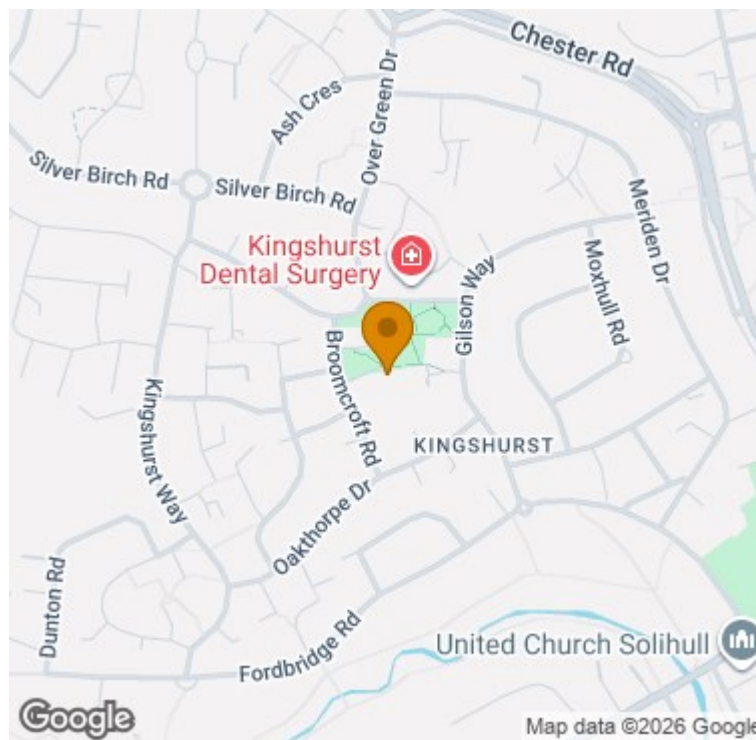 Chester Rd
Over Green Dr
Ash Cres
Silver Birch Rd
Silver Birch Rd
Meriden Dr
Kingshurst
Dental Surgery
Gilson Way
Moxhull Rd
Broomcroft Rd
Kingshurst Way
KINGSHURST
Oakthorpe Dr
Dunton Rd
Fordbridge Rd
United Church Solihull
Google
Map data ©2026 Google